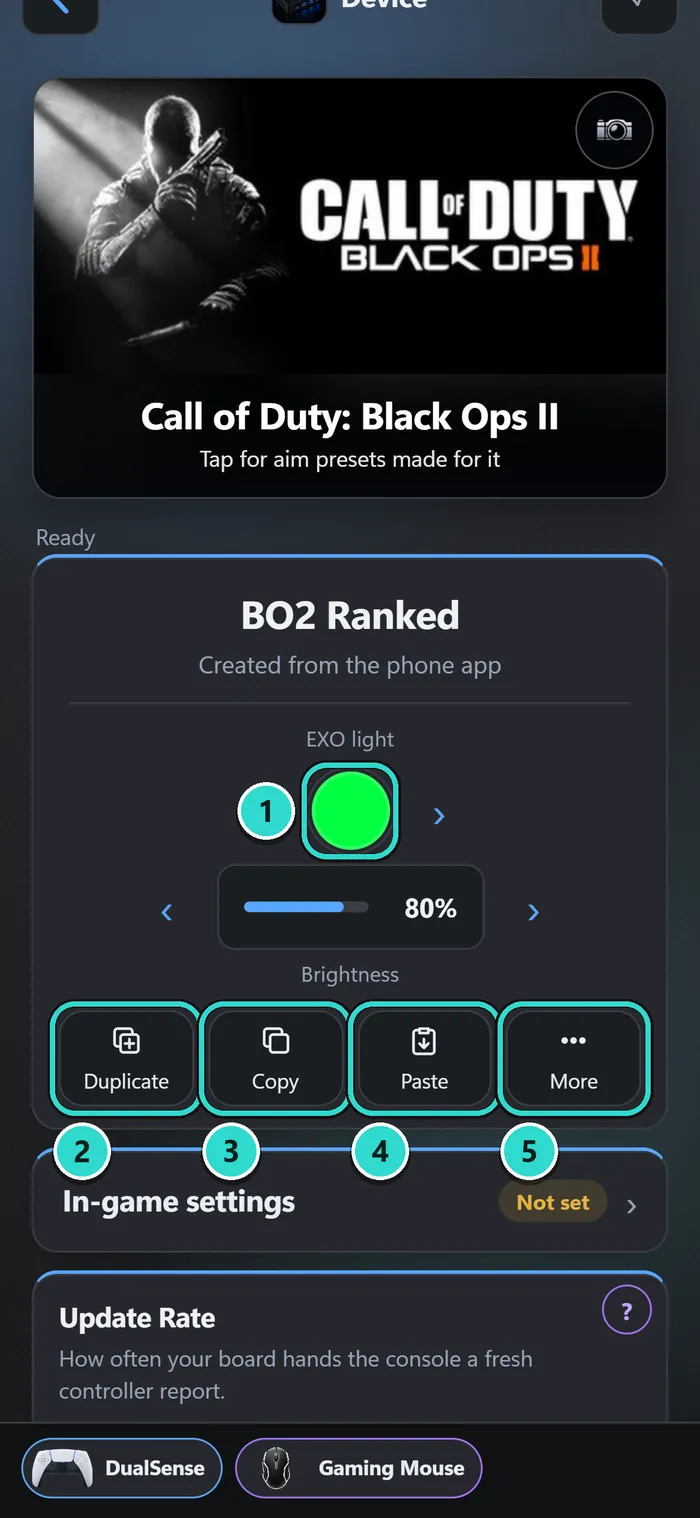 Device
CALL OF DUTY
BLACK OPS II
Call of Duty: Black Ops II
Tap for aim presets made for it
Ready
BO2 Ranked
Created from the phone app
EXO light
1
80%
Brightness
Duplicate
Copy
Paste
More
2
3
4
5
In-game settings
Not set
Update Rate
?
How often your board hands the console a fresh
controller report.
DualSense
Gaming Mouse